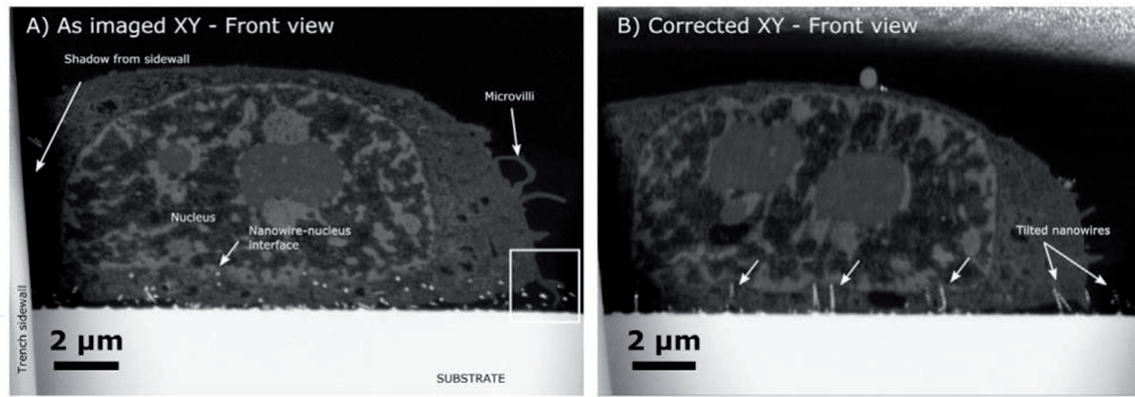 A) As imaged XY - Front view
Shadow from sidewall
Microvilli
Nucleus
Nanowire-nucleus
interface
Trench sidewall
2 µm
SUBSTRATE
B) Corrected XY - Front view
Tilted nanowires
2 µm